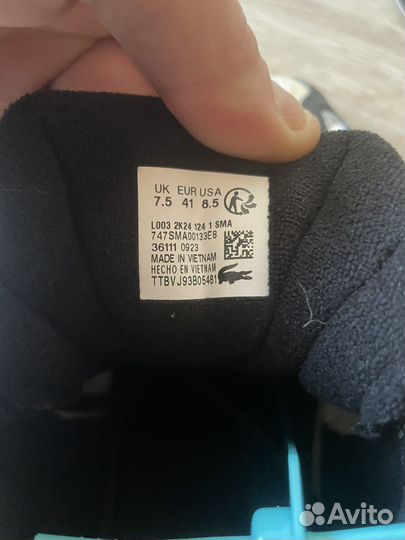 UK EUR USA
7.5 41 8.5
L003 2K24 124 1 SMA
747SMA00133E8
36111 0923
MADE IN VIETNAM
HECHO EN VIETNAM
TTBVJ93B05481
Avito